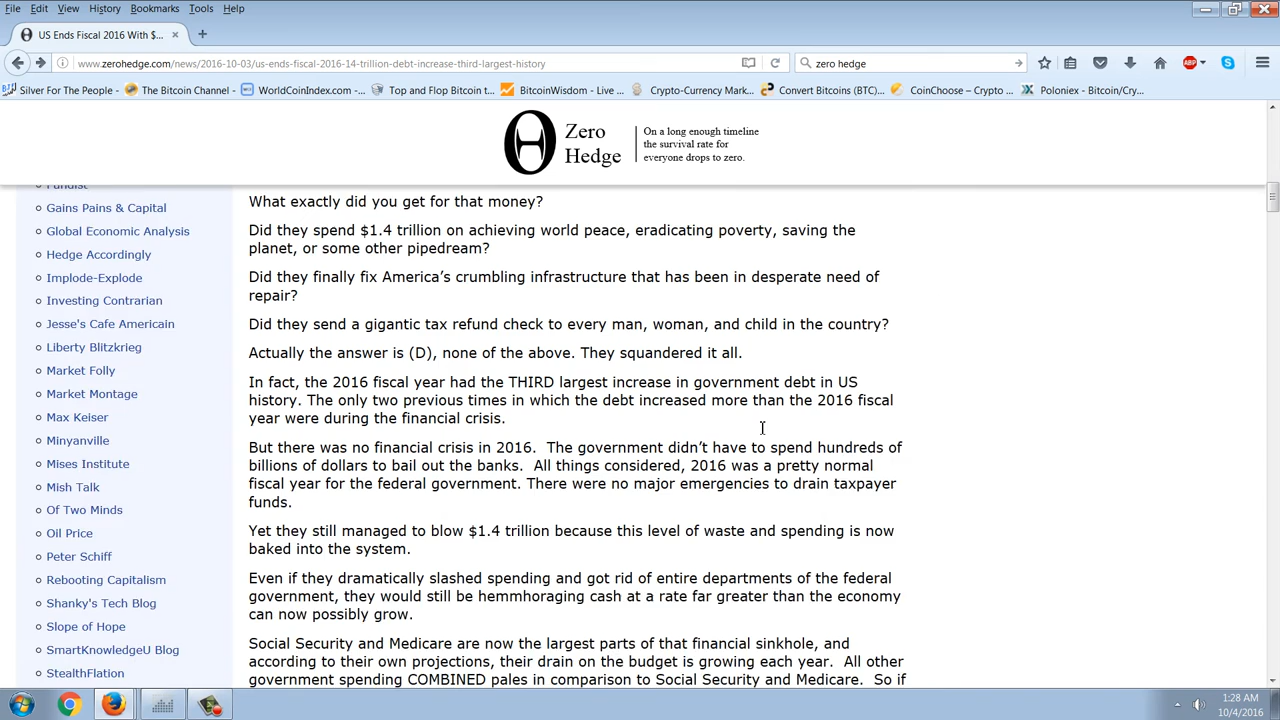 File Edit View History Bookmarks Tools Help
US Ends Fiscal 2016 With $...
www.zerohedge.com/news/2016-10-03/us-ends-fiscal-2016-14-trillion-debt-increase-third-largest-history
zero hedge
ABP
Silver For The People -
The Bitcoin Channel -
WorldCoinIndex.com -
Top and Flop Bitcoin t...
BitcoinWisdom - Live ...
Crypto-Currency Mark...
Convert Bitcoins (BTC)...
CoinChoose – Crypto ...
Poloniex - Bitcoin/Cry...
Zero
Hedge
On a long enough timeline
the survival rate for
everyone drops to zero.
Fundist
Gains Pains & Capital
Global Economic Analysis
Hedge Accordingly
Implode-Explode
Investing Contrarian
Jesse's Cafe Americain
Liberty Blitzkrieg
Market Folly
Market Montage
Max Keiser
Minyanville
Mises Institute
Mish Talk
Of Two Minds
Oil Price
Peter Schiff
Rebooting Capitalism
Shanky's Tech Blog
Slope of Hope
SmartKnowledgeU Blog
StealthFlation
What exactly did you get for that money?
Did they spend $1.4 trillion on achieving world peace, eradicating poverty, saving the
planet, or some other pipedream?
Did they finally fix America's crumbling infrastructure that has been in desperate need of
repair?
Did they send a gigantic tax refund check to every man, woman, and child in the country?
Actually the answer is (D), none of the above. They squandered it all.
In fact, the 2016 fiscal year had the THIRD largest increase in government debt in US
history. The only two previous times in which the debt increased more than the 2016 fiscal
year were during the financial crisis.
But there was no financial crisis in 2016.  The government didn't have to spend hundreds of
billions of dollars to bail out the banks.  All things considered, 2016 was a pretty normal
fiscal year for the federal government. There were no major emergencies to drain taxpayer
funds.
Yet they still managed to blow $1.4 trillion because this level of waste and spending is now
baked into the system.
Even if they dramatically slashed spending and got rid of entire departments of the federal
government, they would still be hemmhoraging cash at a rate far greater than the economy
can now possibly grow.
Social Security and Medicare are now the largest parts of that financial sinkhole, and
according to their own projections, their drain on the budget is growing each year.  All other
government spending COMBINED pales in comparison to Social Security and Medicare.  So if
1:28 AM
10/4/2016